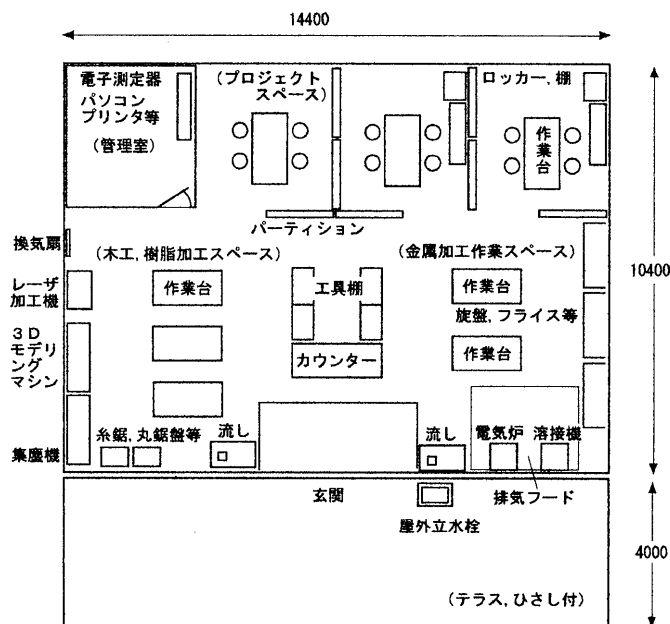 14400
電子測定器
パソコン
プリンタ等
(管理室)
(プロジェクト
スペース)
ロッカー,棚
作業台
パーティション
換気扇
(木工,樹脂加工スペース)
(金属加工作業スペース)
10400
レーザ
加工機
作業台
工具棚
作業台
旋盤,フライス等
3D
モデリ
ング
マシン
カウンター
作業台
集塵機
糸鋸,丸鋸盤等
流し
流し
電気炉
溶接機
玄関
排気フード
屋外立水栓
4000
(テラス,ひさし付)